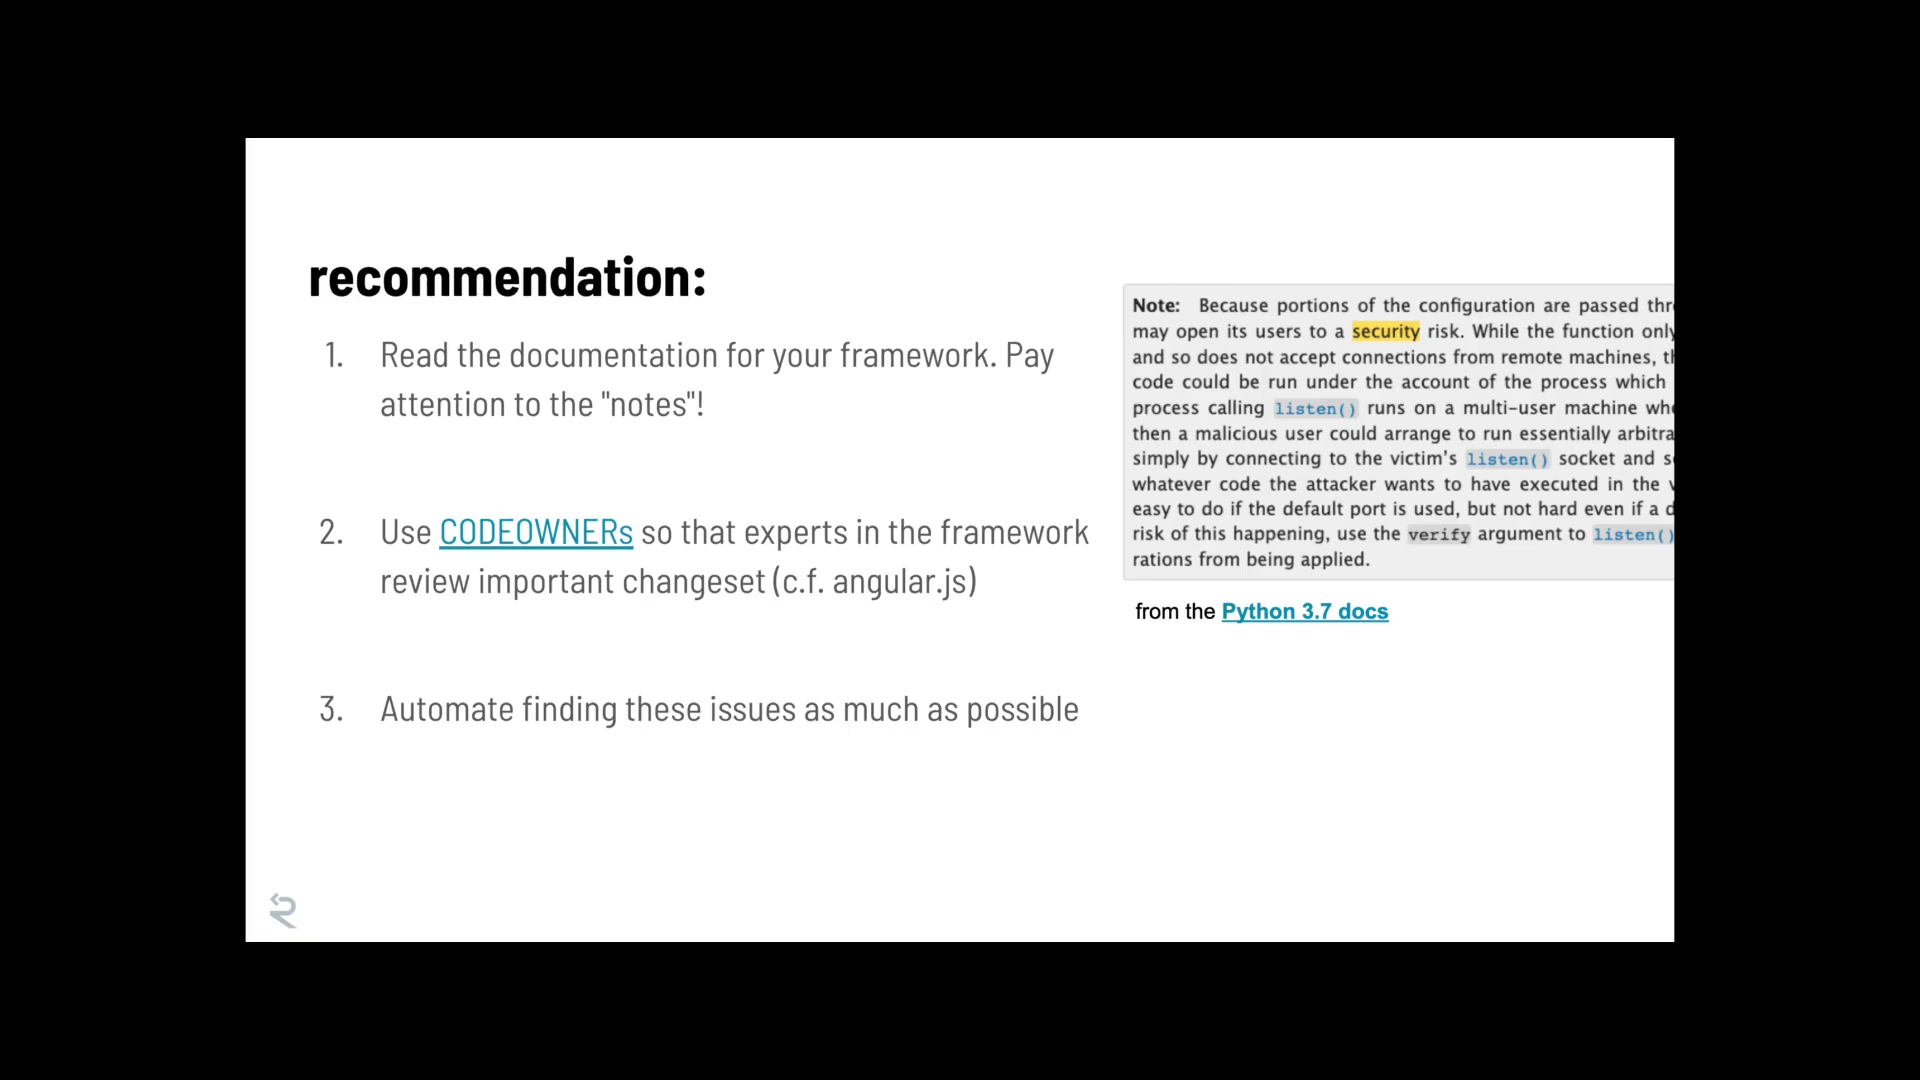 recommendation:
1. Read the documentation for your framework. Pay
attention to the "notes"!
2. Use CODEOWNERs so that experts in the framework
review important changeset (c.f. angular.js)
3. Automate finding these issues as much as possible
Note: Because portions of the configuration are passed
may open its users to a security risk. While the function only
and so does not accept connections from remote machines,
code could be run under the account of the process which
process calling listen() runs on a multi-user machine
then a malicious user could arrange to run essentially
simply by connecting to the victim's listen() socket and
whatever code the attacker wants to have executed in the
easy to do if the default port is used, but not hard even if a
risk of this happening, use the verify argument to listen()
rations from being applied.
from the Python 3.7 docs